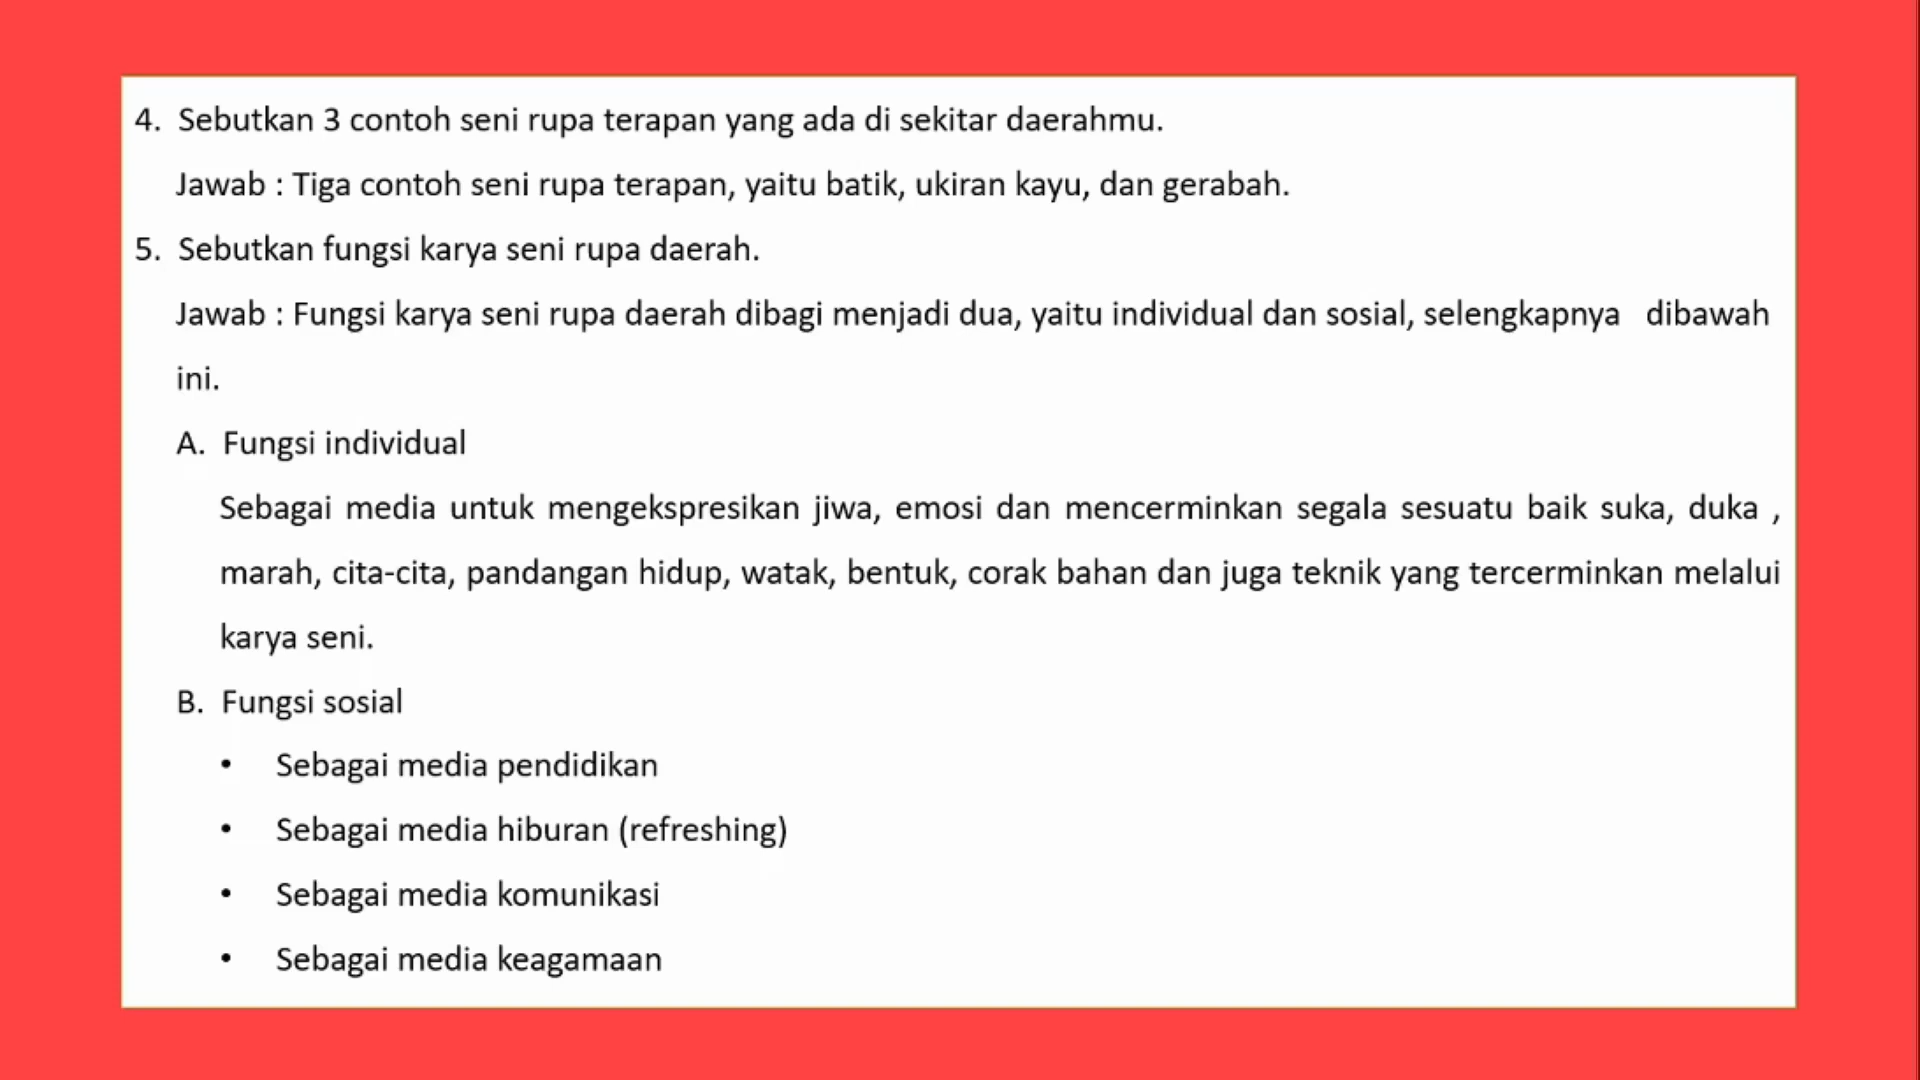 4. Sebutkan 3 contoh seni rupa terapan yang ada di sekitar daerahmu.
Jawab : Tiga contoh seni rupa terapan, yaitu batik, ukiran kayu, dan gerabah.
5. Sebutkan fungsi karya seni rupa daerah.
Jawab : Fungsi karya seni rupa daerah dibagi menjadi dua, yaitu individual dan sosial, selengkapnya dibawah
ini.
A. Fungsi individual
Sebagai media untuk mengekspresikan jiwa, emosi dan mencerminkan segala sesuatu baik suka, duka ,
marah, cita-cita, pandangan hidup, watak, bentuk, corak bahan dan juga teknik yang tercerminkan melalui
karya seni.
B. Fungsi sosial
• Sebagai media pendidikan
• Sebagai media hiburan (refreshing)
• Sebagai media komunikasi
• Sebagai media keagamaan